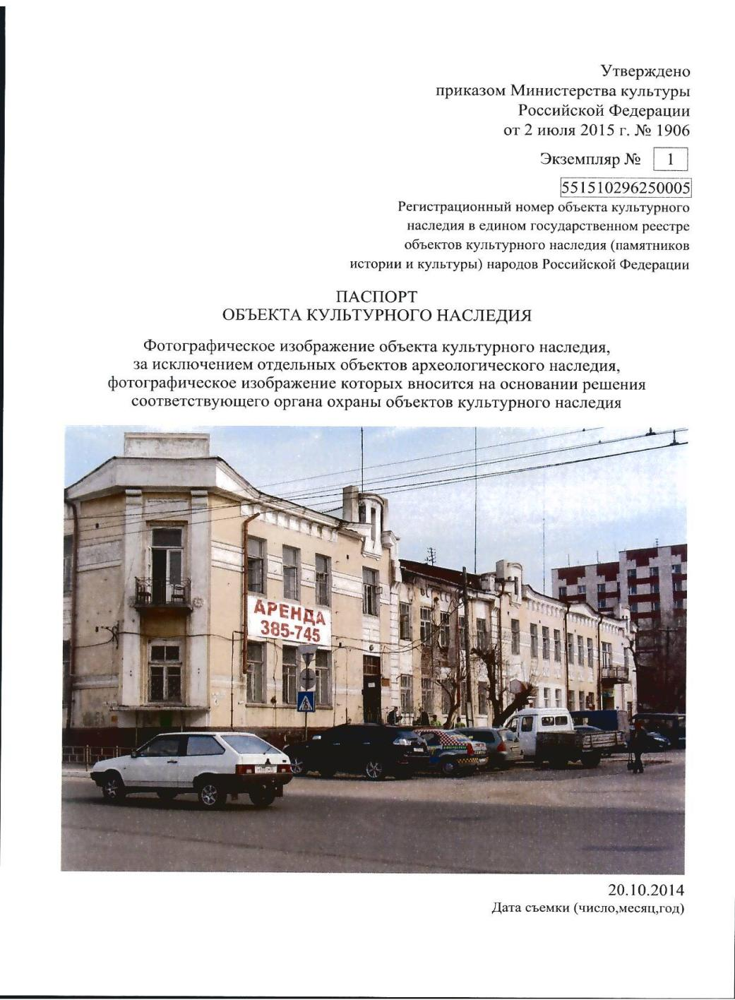 Утверждено
приказом Министерства культуры
Российской Федерации
от 2 июля 2015 г. № 1906
Экземпляр № 1
551510296250005
Регистрационный номер объекта культурного
наследия в едином государственном реестре
объектов культурного наследия (памятников
истории и культуры) народов Российской Федерации
ПАСПОРТ
ОБЪЕКТА КУЛЬТУРНОГО НАСЛЕДИЯ
Фотографическое изображение объекта культурного наследия,
за исключением отдельных объектов археологического наследия,
фотографическое изображение которых вносится на основании решения
соответствующего органа охраны объектов культурного наследия
АРЕНДА
385-745
20.10.2014
Дата съемки (число,месяц,год)